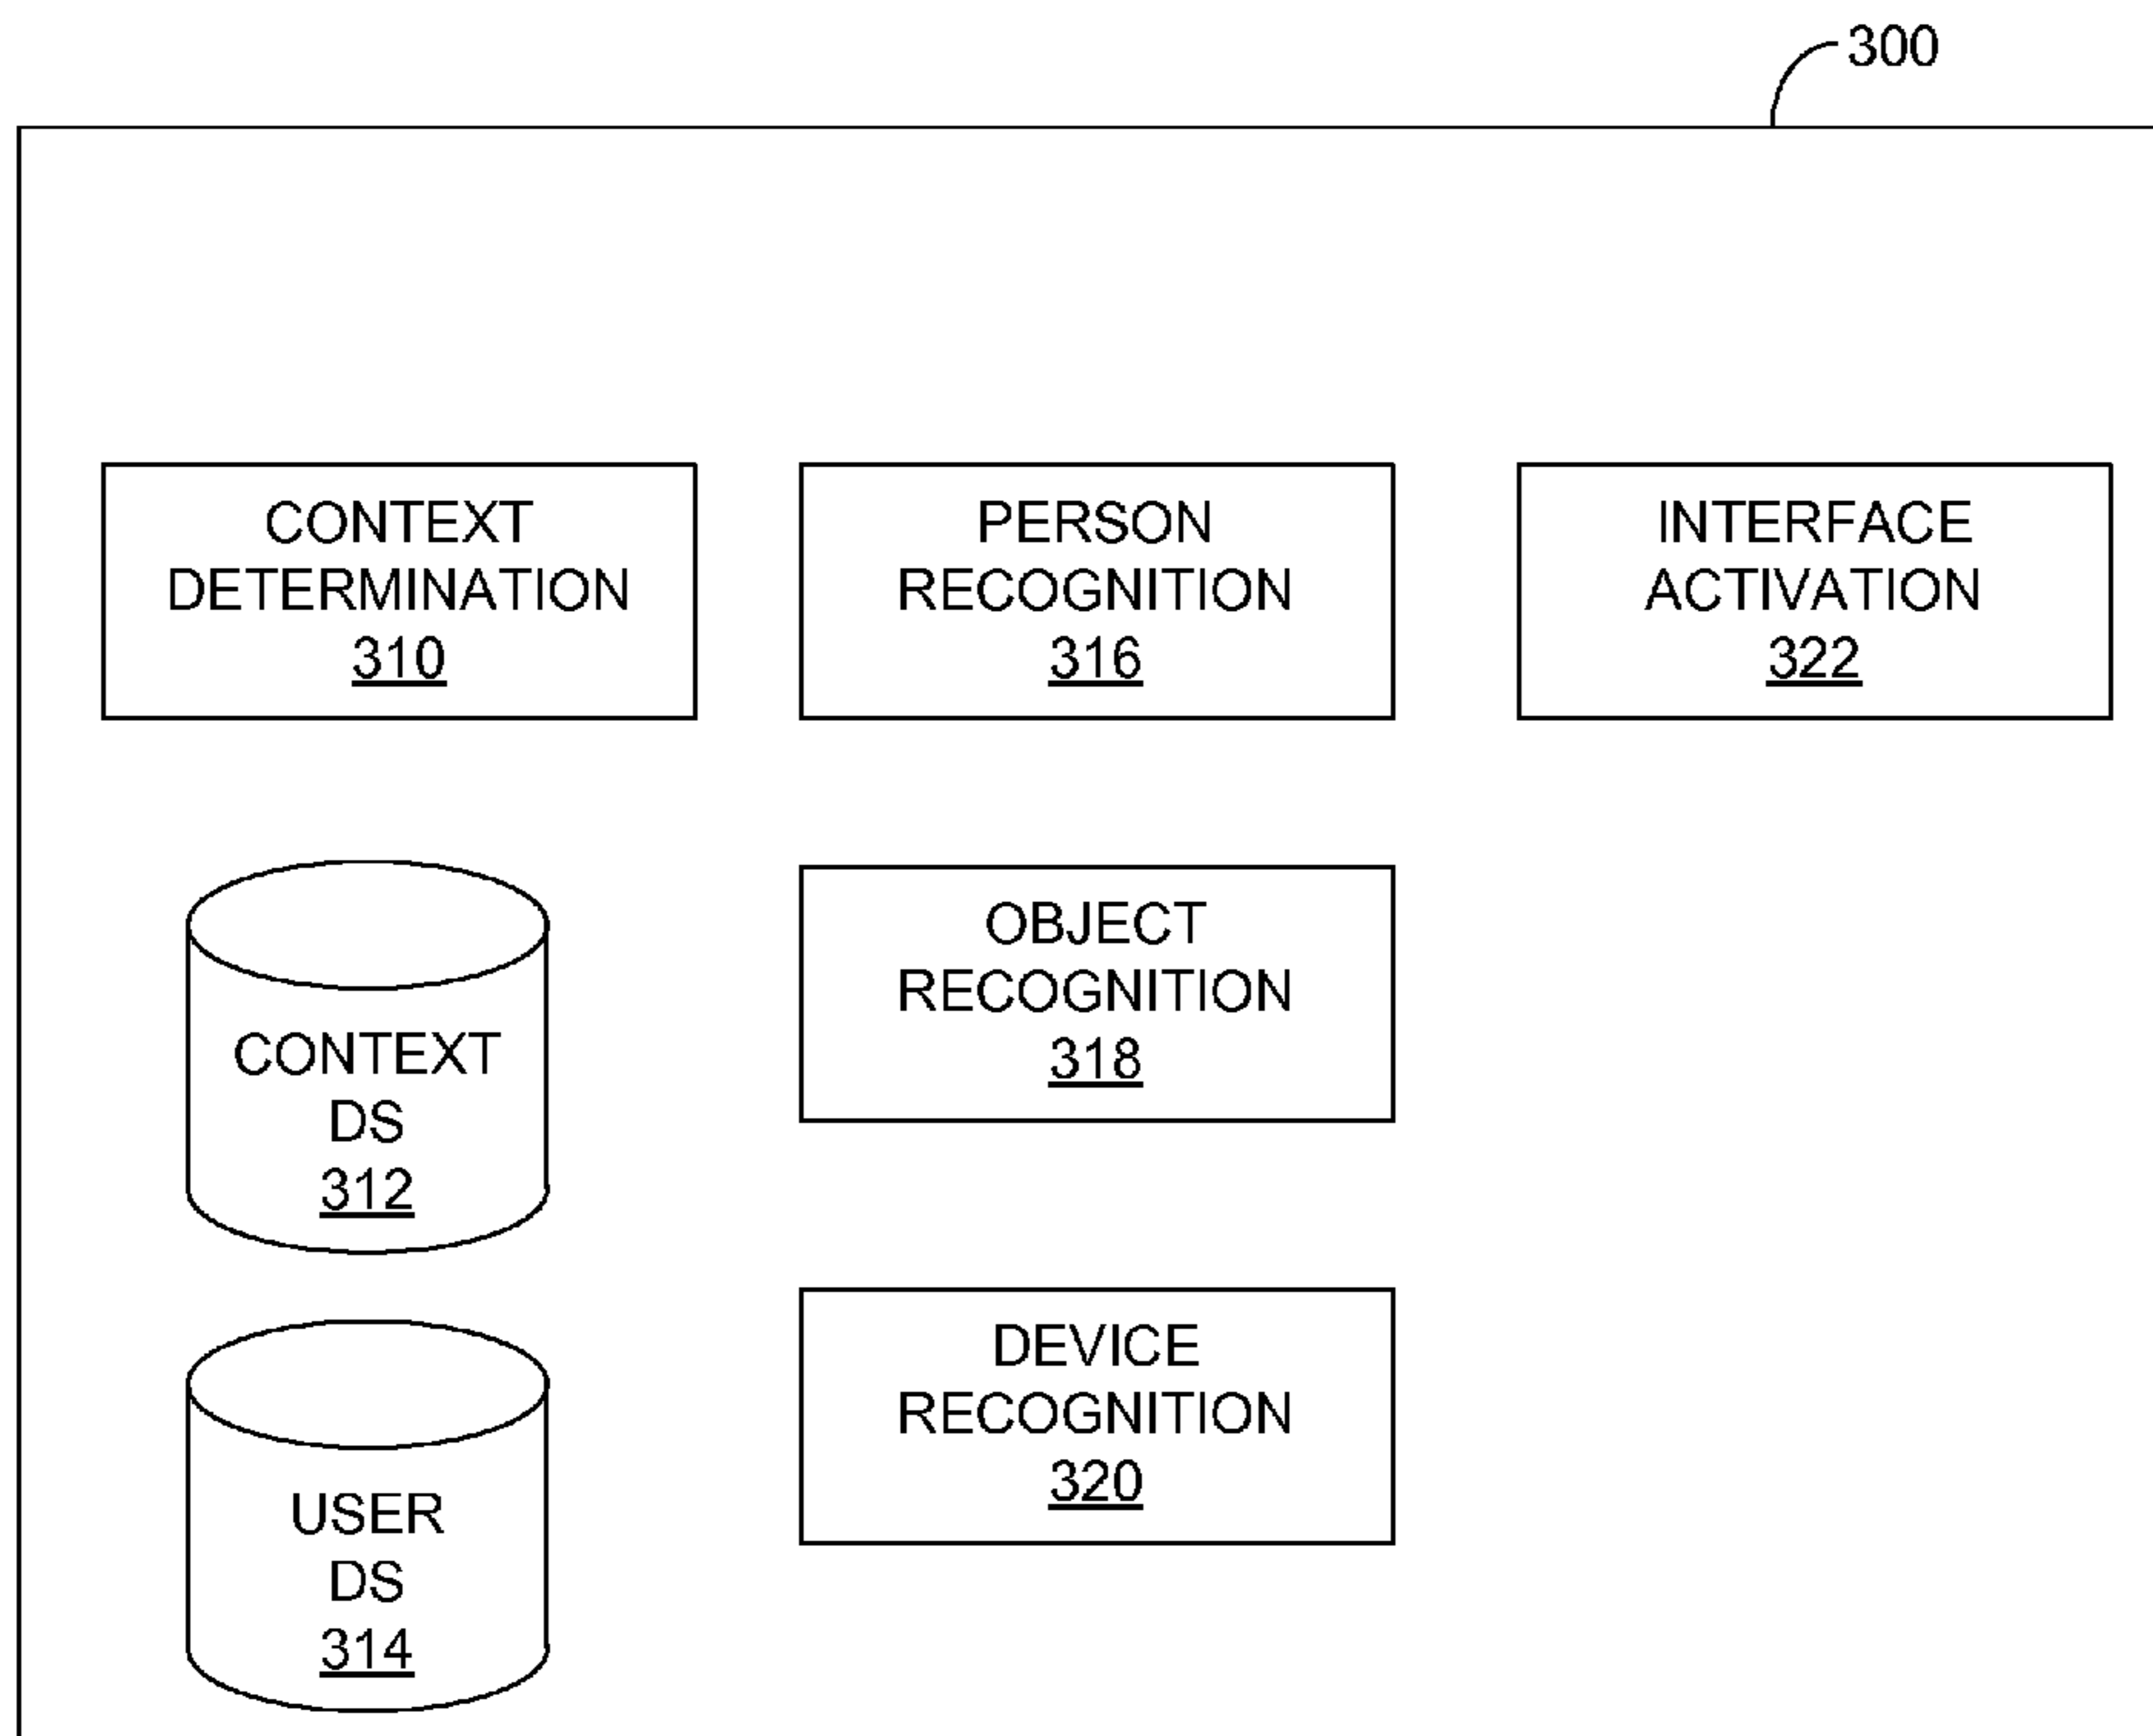 300
CONTEXT
DETERMINATION
310
PERSON
RECOGNITION
316
INTERFACE
ACTIVATION
322
CONTEXT
DS
312
OBJECT
RECOGNITION
318
USER
DS
314
DEVICE
RECOGNITION
320